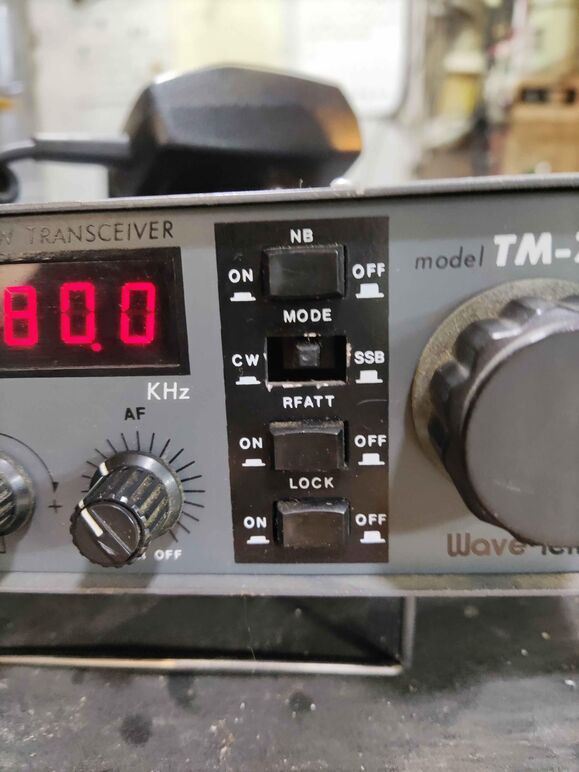 W TRANSCEIVER
80.0
KHz
AF
OFF
+
NB
ON OFF
MODE
CW SSB
RFATT
ON OFF
LOCK
ON OFF
model TM-
Wave